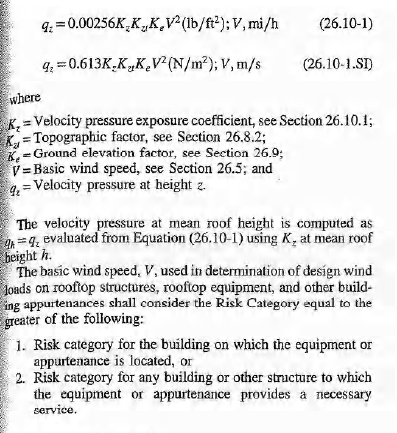 q_z = 0.00256K_zK_ztK_eV²(lb/ft²); V, mi/h (26.10-1)
q_z = 0.613K_zK_ztK_eV²(N/m²); V, m/s (26.10-1.SI)
where
K_z = Velocity pressure exposure coefficient, see Section 26.10.1;
K_zt = Topographic factor, see Section 26.8.2;
K_e = Ground elevation factor, see Section 26.9;
V = Basic wind speed, see Section 26.5; and
q_z = Velocity pressure at height z.
The velocity pressure at mean roof height is computed as
q_h = q_z evaluated from Equation (26.10-1) using K_z at mean roof
height h.
The basic wind speed, V, used in determination of design wind
loads on rooftop structures, rooftop equipment, and other build-
ing appurtenances shall consider the Risk Category equal to the
greater of the following:
1. Risk category for the building on which the equipment or
appurtenance is located, or
2. Risk category for any building or other structure to which
the equipment or appurtenance provides a necessary
service.